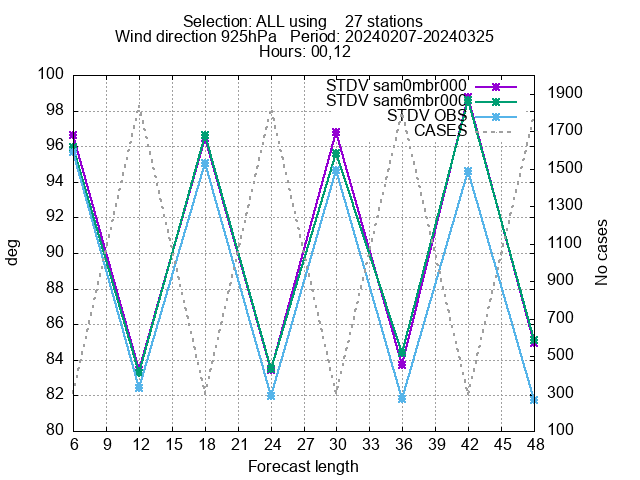 Selection: ALL using 27 stations
Wind direction 925hPa Period: 20240207-20240325
Hours: 00,12
STDV sam0mbr000
STDV sam6mbr000
STDV OBS
CASES
100
98
96
94
92
90
88
86
84
82
80
deg
1900
1700
1500
1300
1100
900
700
500
300
100
No cases
6 9 12 15 18 21 24 27 30 33 36 39 42 45 48
Forecast length